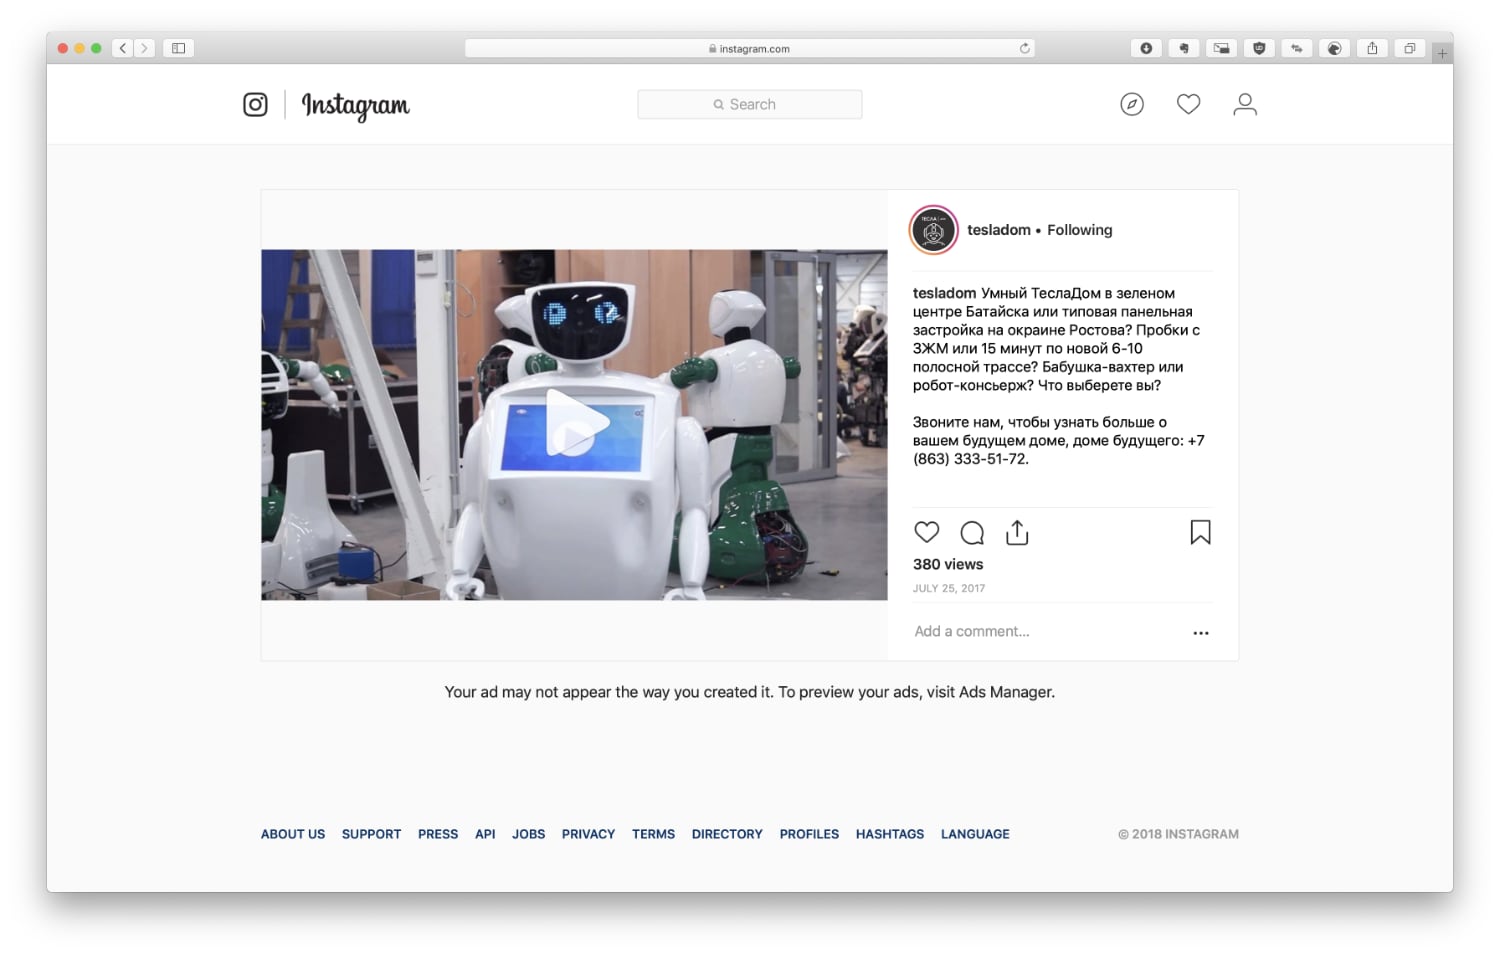 instagram.com
Instagram
Search
ТЕСЛА
tesladom • Following
tesladom Умный ТеслаДом в зеленом
центре Батайска или типовая панельная
застройка на окраине Ростова? Пробки с
ЗЖМ или 15 минут по новой 6-10
полосной трассе? Бабушка-вахтер или
робот-консьерж? Что выберете вы?
Звоните нам, чтобы узнать больше о
вашем будущем доме, доме будущего: +7
(863) 333-51-72.
380 views
JULY 25, 2017
Add a comment...
Your ad may not appear the way you created it. To preview your ads, visit Ads Manager.
ABOUT US SUPPORT PRESS API JOBS PRIVACY TERMS DIRECTORY PROFILES HASHTAGS LANGUAGE © 2018 INSTAGRAM